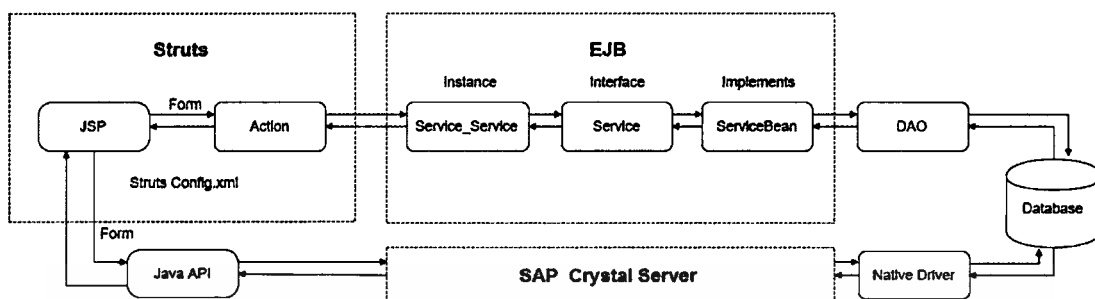 Struts
EJB
Instance
Interface
Implements
Form
JSP
Action
Service_Service
Service
ServiceBean
DAO
Struts Config.xml
Database
Form
Java API
SAP Crystal Server
Native Driver